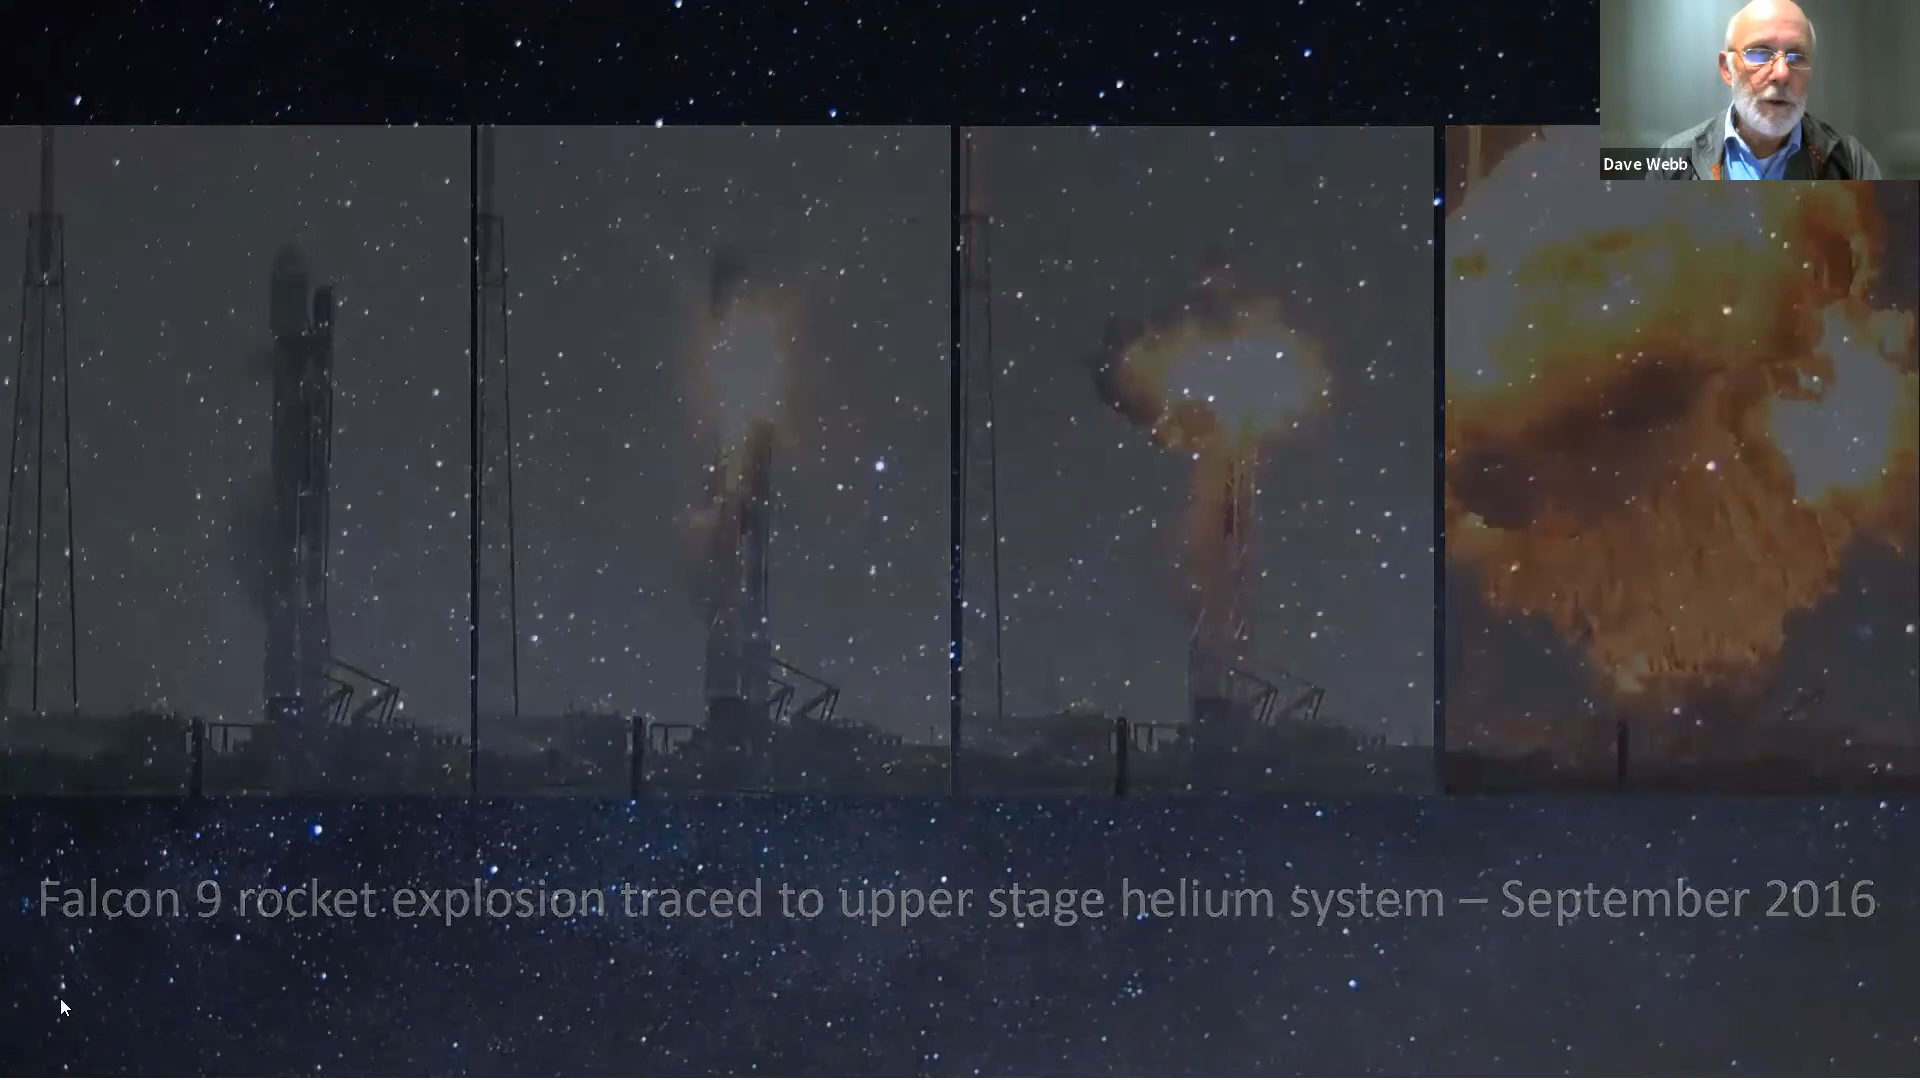 Dave Webb
Falcon 9 rocket explosion traced to upper stage helium system – September 2016